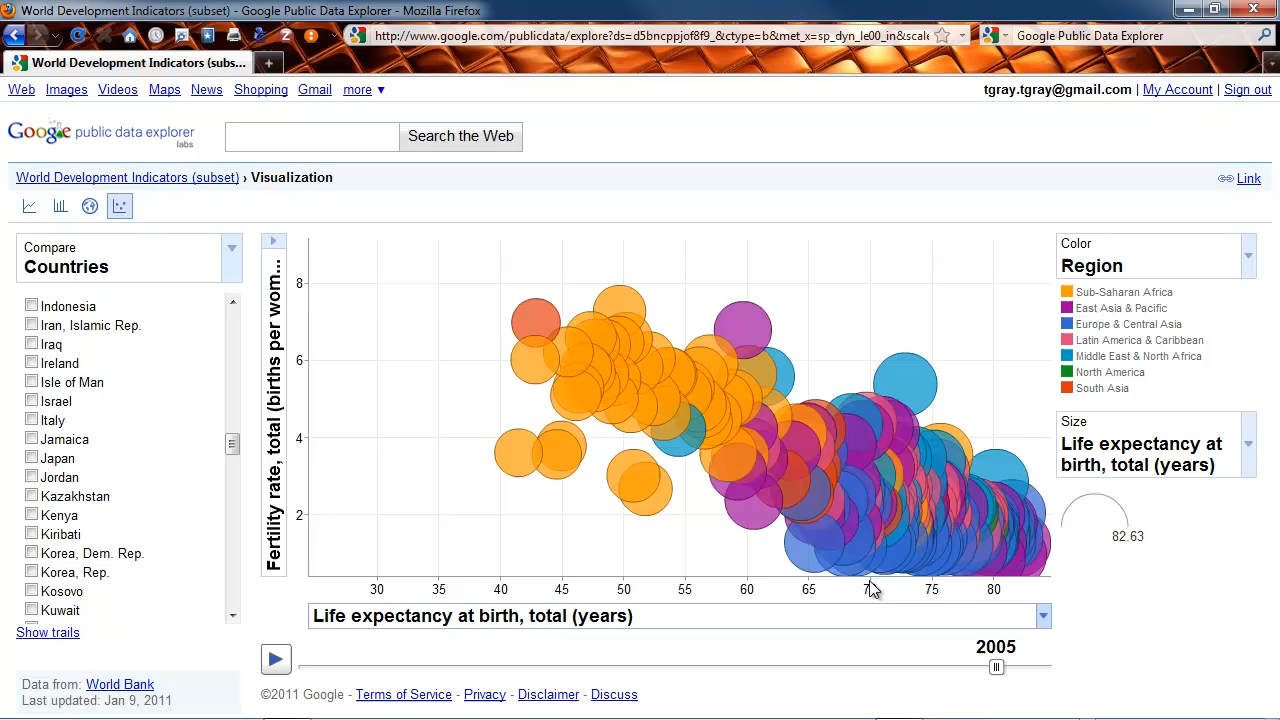 World Development Indicators (subset) - Google Public Data Explorer - Mozilla Firefox
http://www.google.com/publicdata/explore?ds=d5bncppjof8f9_&ctype=b&met_x=sp_dyn_le00_in&scale
Google Public Data Explorer
World Development Indicators (subs...
Web Images Videos Maps News Shopping Gmail more ▼
tgray.tgray@gmail.com | My Account | Sign out
Google public data explorer
labs
Search the Web
World Development Indicators (subset) › Visualization
Link
Compare
Countries
Indonesia
Iran, Islamic Rep.
Iraq
Ireland
Isle of Man
Israel
Italy
Jamaica
Japan
Jordan
Kazakhstan
Kenya
Kiribati
Korea, Dem. Rep.
Korea, Rep.
Kosovo
Kuwait
Show trails
Data from: World Bank
Last updated: Jan 9, 2011
Fertility rate, total (births per wom...
8
6
4
2
30 35 40 45 50 55 60 65 75 80
Life expectancy at birth, total (years)
2005
©2011 Google - Terms of Service - Privacy - Disclaimer - Discuss
Color
Region
Sub-Saharan Africa
East Asia & Pacific
Europe & Central Asia
Latin America & Caribbean
Middle East & North Africa
North America
South Asia
Size
Life expectancy at
birth, total (years)
82.63